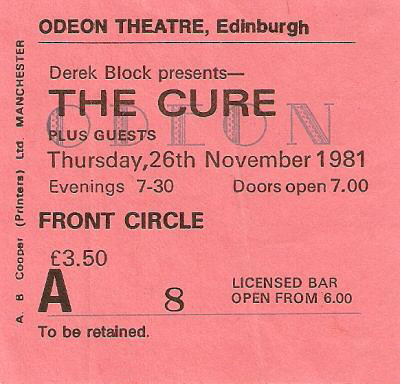 ODEON THEATRE, Edinburgh
Derek Block presents—
THE CURE
ODEON
PLUS GUESTS
Thursday, 26th November 1981
Evenings 7-30 Doors open 7.00
FRONT CIRCLE
£3.50
A 8
LICENSED BAR
OPEN FROM 6.00
To be retained.
A B Cooper (Printers) Ltd MANCHESTER